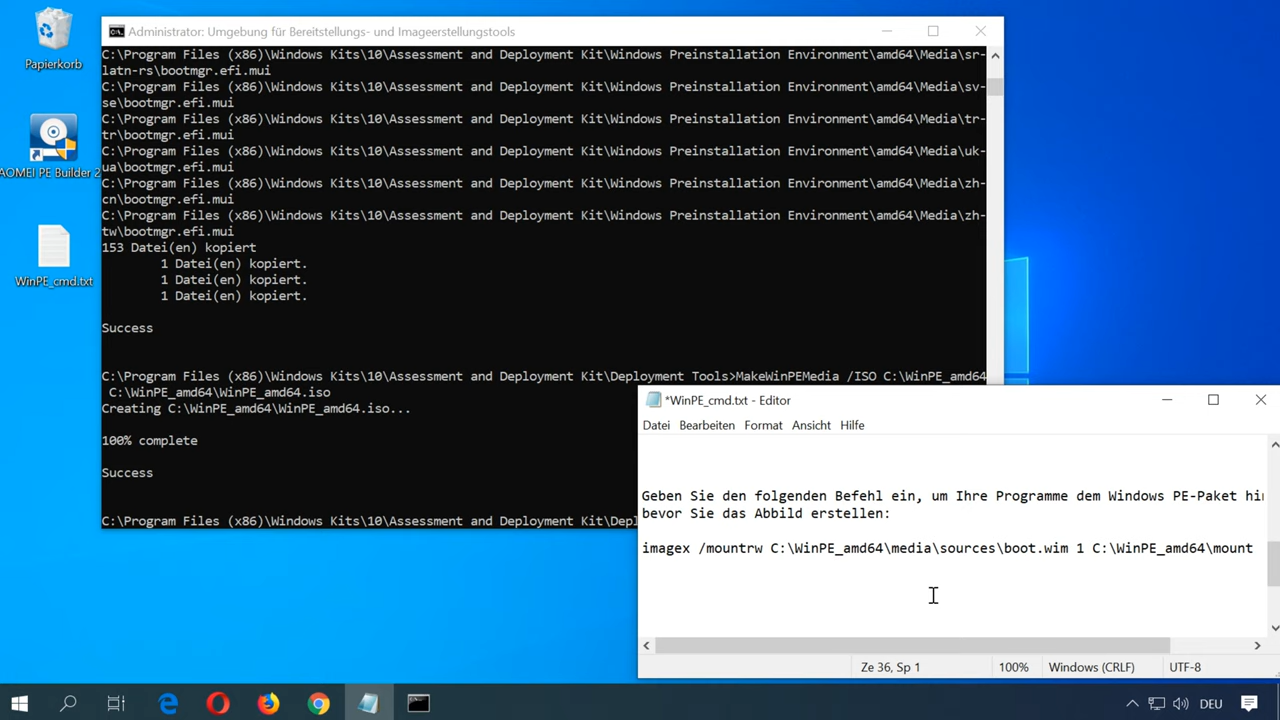 Papierkorb
AOMEI PE Builder 2
WinPE_cmd.txt
Administrator: Umgebung für Bereitstellungs- und Imageerstellungstools
C:\Program Files (x86)\Windows Kits\10\Assessment and Deployment Kit\Windows Preinstallation Environment\amd64\Media\sr-
latn-rs\bootmgr.efi.mui
C:\Program Files (x86)\Windows Kits\10\Assessment and Deployment Kit\Windows Preinstallation Environment\amd64\Media\sv-
se\bootmgr.efi.mui
C:\Program Files (x86)\Windows Kits\10\Assessment and Deployment Kit\Windows Preinstallation Environment\amd64\Media\tr-
tr\bootmgr.efi.mui
C:\Program Files (x86)\Windows Kits\10\Assessment and Deployment Kit\Windows Preinstallation Environment\amd64\Media\uk-
ua\bootmgr.efi.mui
C:\Program Files (x86)\Windows Kits\10\Assessment and Deployment Kit\Windows Preinstallation Environment\amd64\Media\zh-
cn\bootmgr.efi.mui
C:\Program Files (x86)\Windows Kits\10\Assessment and Deployment Kit\Windows Preinstallation Environment\amd64\Media\zh-
tw\bootmgr.efi.mui
153 Datei(en) kopiert
1 Datei(en) kopiert.
1 Datei(en) kopiert.
1 Datei(en) kopiert.
Success
C:\Program Files (x86)\Windows Kits\10\Assessment and Deployment Kit\Deployment Tools>MakeWinPEMedia /ISO C:\WinPE_amd64
C:\WinPE_amd64\WinPE_amd64.iso
Creating C:\WinPE_amd64\WinPE_amd64.iso...
100% complete
Success
C:\Program Files (x86)\Windows Kits\10\Assessment and Deployment Kit\Depl
*WinPE_cmd.txt - Editor
Datei Bearbeiten Format Ansicht Hilfe
Geben Sie den folgenden Befehl ein, um Ihre Programme dem Windows PE-Paket hin
bevor Sie das Abbild erstellen:
imagex /mountrw C:\WinPE_amd64\media\sources\boot.wim 1 C:\WinPE_amd64\mount
Ze 36, Sp 1 100% Windows (CRLF) UTF-8
DEU